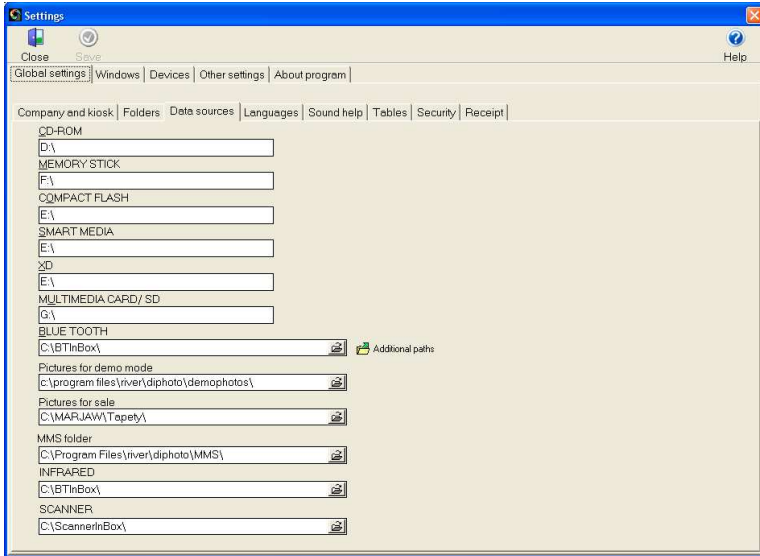 Settings
Close Save Help
Global settings Windows Devices Other settings About program
Company and kiosk Folders Data sources Languages Sound help Tables Security Receipt
CD-ROM
D:\
MEMORY STICK
F:\
COMPACT FLASH
E:\
SMART MEDIA
E:\
XD
E:\
MULTIMEDIA CARD/ SD
G:\
BLUE TOOTH
C:\BTInBox\ Additional paths
Pictures for demo mode
c:\program files\river\diphoto\demophotos\
Pictures for sale
C:\MARJAW\Tapety\
MMS folder
C:\Program Files\river\diphoto\MMS\
INFRARED
C:\BTInBox\
SCANNER
C:\ScannerInBox\